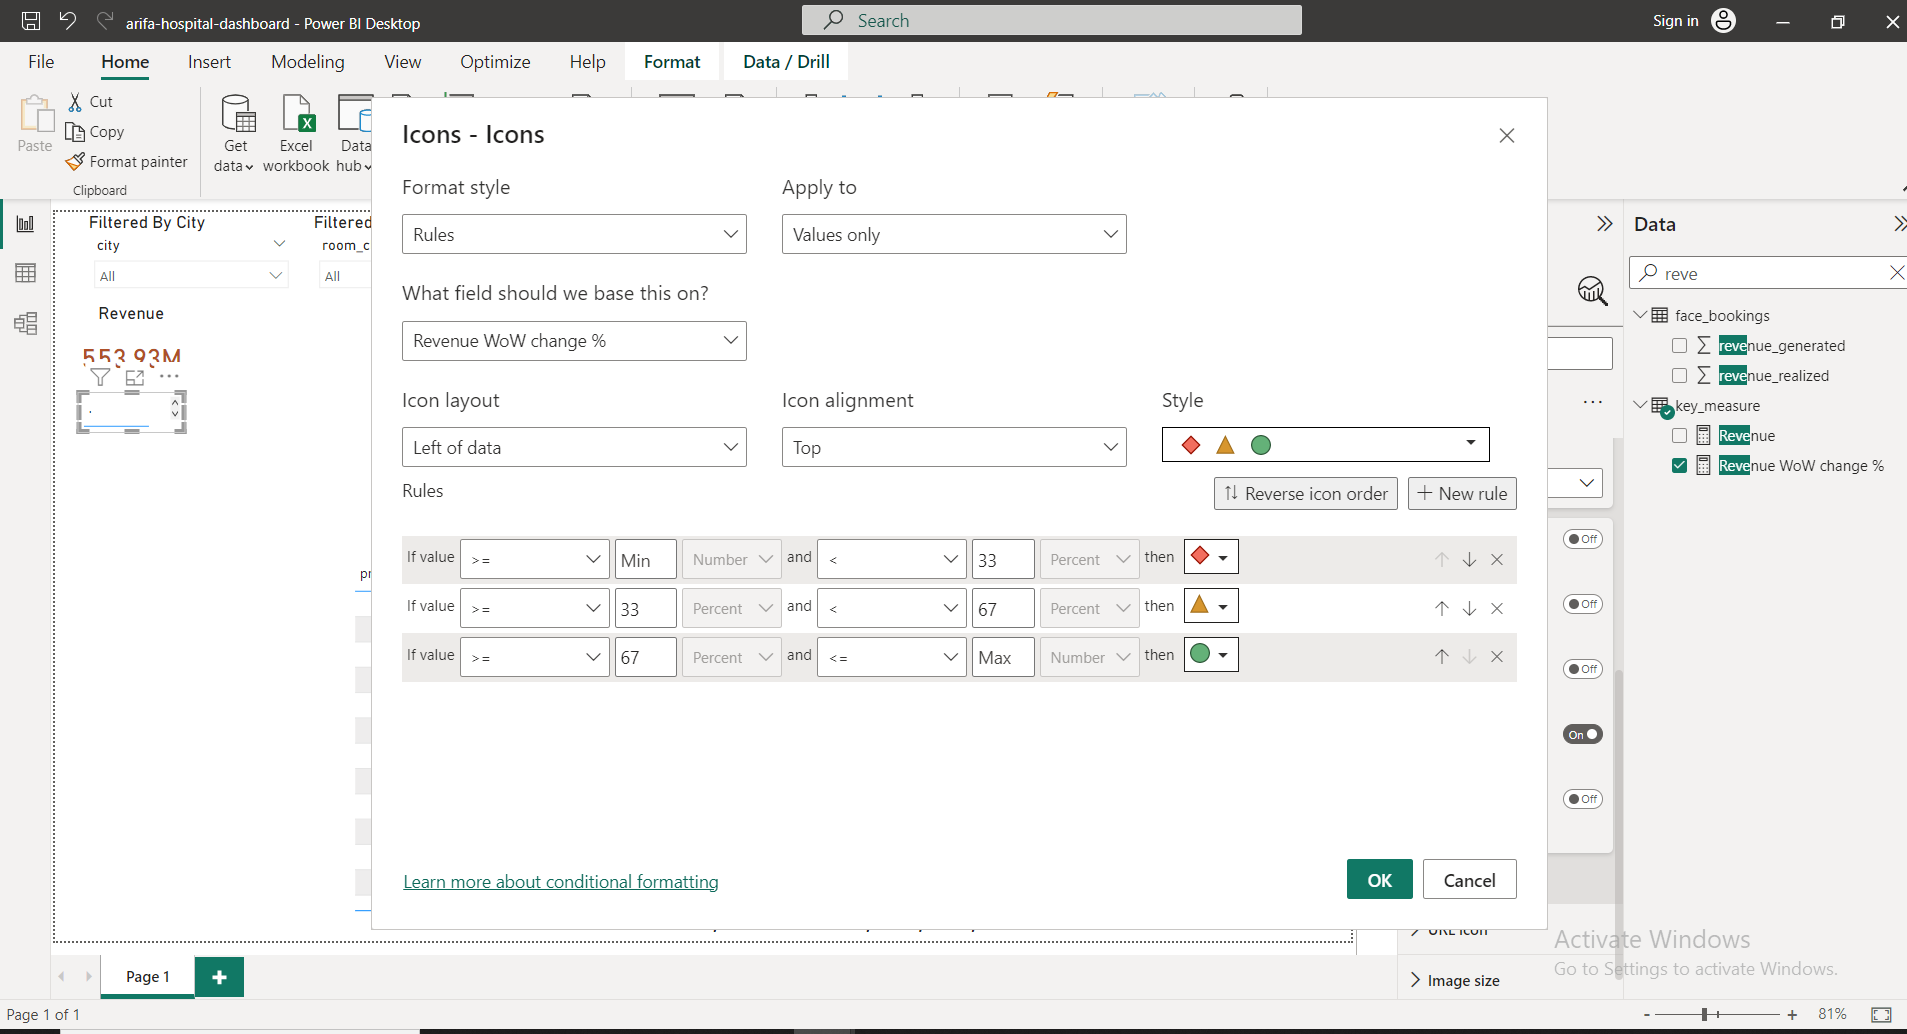 arifa-hospital-dashboard - Power BI Desktop
Search
Sign in
File Home Insert Modeling View Optimize Help Format Data / Drill
Paste
Cut
Copy
Format painter
Clipboard
Get data
Excel workbook
Data hub
Filtered By City
city
All
Filtered
room_c
All
Revenue
553.93M
pr
Icons - Icons
Format style
Rules
Apply to
Values only
What field should we base this on?
Revenue WoW change %
Icon layout
Left of data
Icon alignment
Top
Style
Rules
Reverse icon order
New rule
If value >= Min Number and < 33 Percent then
If value >= 33 Percent and < 67 Percent then
If value >= 67 Percent and <= Max Number then
Learn more about conditional formatting
OK
Cancel
Off
Off
Off
On
Off
URL icon
Image size
Data
reve
face_bookings
revenue_generated
revenue_realized
key_measure
Revenue
Revenue WoW change %
Activate Windows
Go to Settings to activate Windows.
Page 1
Page 1 of 1
- + 81%